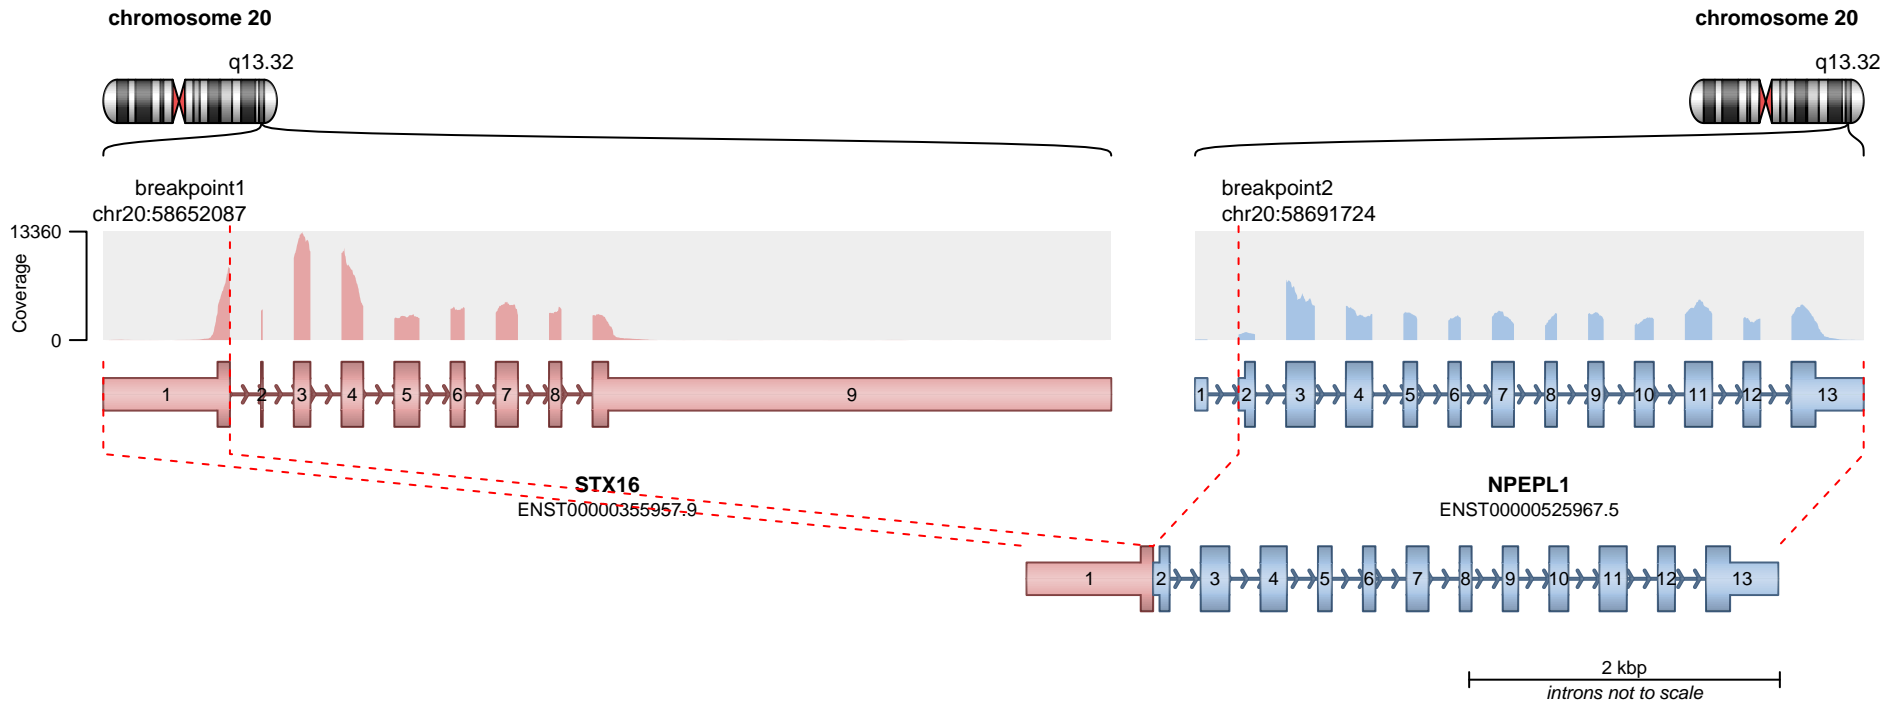 chromosome 20
chromosome 20
q13.32
q13.32
breakpoint1
chr20:58652087
breakpoint2
chr20:58691724
13360
Coverage
0
1 2 3 4 5 6 7 8 9
1 2 3 4 5 6 7 8 9 10 11 12 13
STX16
ENST00000355957.9
NPEPL1
ENST00000525967.5
1 2 3 4 5 6 7 8 9 10 11 12 13
2 kbp
introns not to scale